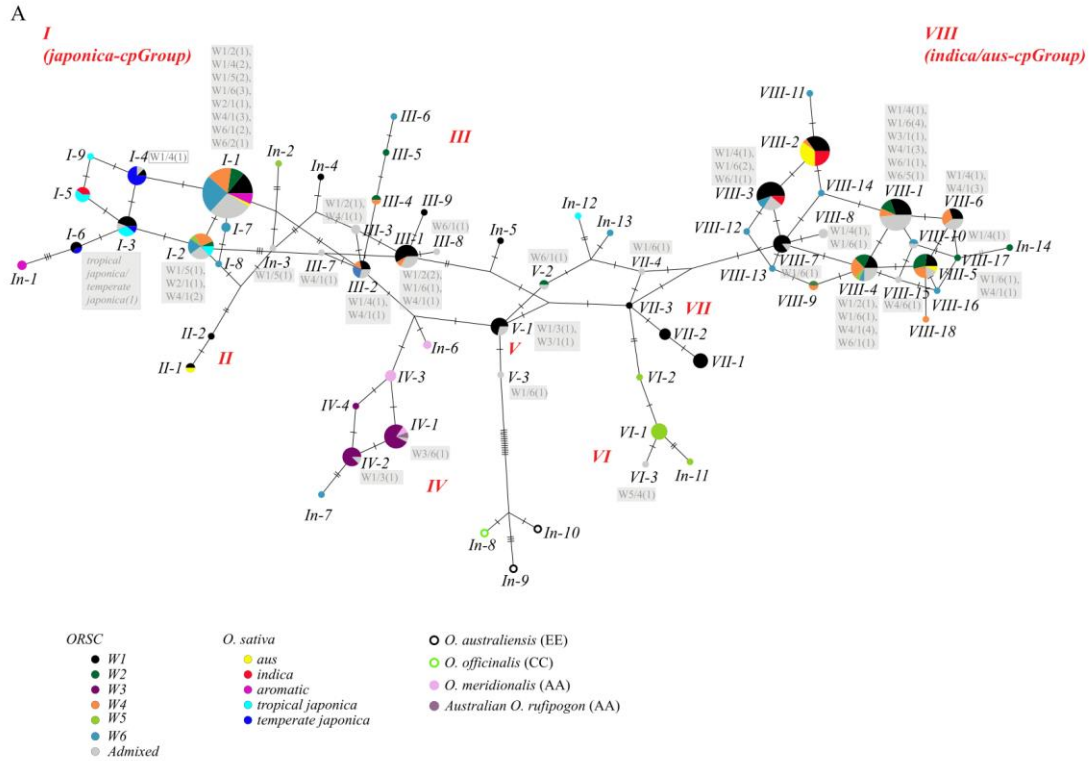 A
I
(japonica-cpGroup)
VIII
(indica/aus-cpGroup)
W1/2(1),
W1/4(2),
W1/5(2),
W1/6(3),
W2/1(1),
W4/1(3),
W6/1(2),
W6/2(1)
I-9
I-4
W1/4(1)
I-1
I-5
I-6
I-3
In-1
tropical
japonica/
temperate
japonica(1)
I-2
I-7
I-8
W1/5(1),
W2/1(1),
W4/1(2)
In-2
In-3
W1/5(1)
In-4
II-2
II-1
II
III
III-6
III-5
III-4
W1/2(1),
W4/1(1)
III-3
III-9
III-1
III-8
W6/1(1)
III-7
W4/1(1)
III-2
W1/4(1),
W4/1(1)
W1/2(2),
W1/6(1),
W4/1(1)
In-5
In-6
IV-3
IV-4
IV-1
W3/6(1)
IV-2
W1/3(1)
IV
In-7
V-1
W1/3(1),
W3/1(1)
V
V-2
W6/1(1)
V-3
W1/6(1)
In-8
In-10
In-9
In-12
In-13
W1/6(1)
VII-4
VII-3
VII
VII-2
VII-1
VI-2
VI-1
VI
VI-3
W5/4(1)
In-11
VIII-11
VIII-2
W1/4(1),
W1/6(2),
W6/1(1)
VIII-3
VIII-14
VIII-12
VIII-8
W1/4(1),
W1/6(1)
VIII-7
W1/6(1)
VIII-13
VIII-9
W1/4(1),
W1/6(4),
W3/1(1),
W4/1(3),
W6/1(1),
W6/5(1)
VIII-1
W1/4(1),
W4/1(3)
VIII-6
VIII-10
W1/4(1)
In-14
VIII-17
VIII-4
W1/2(1),
W1/6(1),
W4/1(4),
W6/1(1)
VIII-15
W4/6(1)
VIII-5
W1/6(1),
W4/1(1)
VIII-16
VIII-18
ORSC
W1
W2
W3
W4
W5
W6
Admixed
O. sativa
aus
indica
aromatic
tropical japonica
temperate japonica
O. australiensis (EE)
O. officinalis (CC)
O. meridionalis (AA)
Australian O. rufipogon (AA)